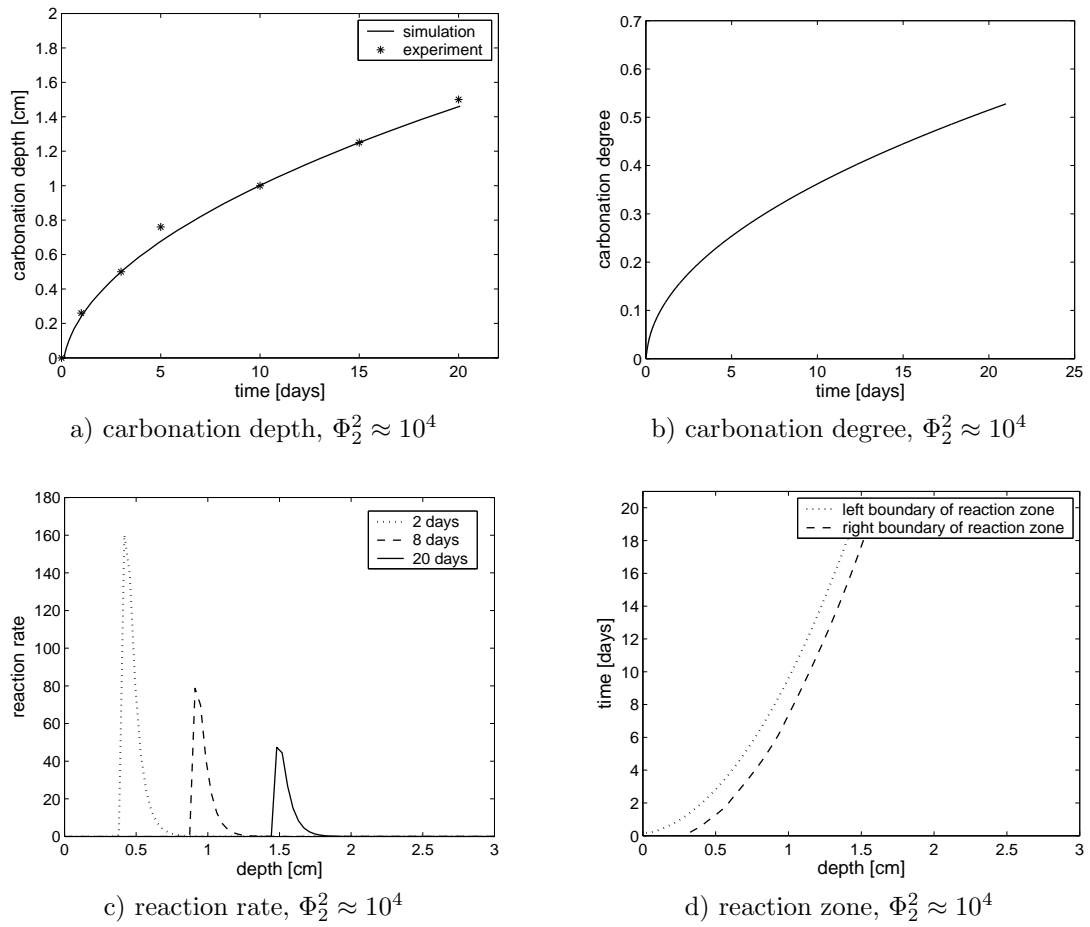 2
1.8
1.6
1.4
1.2
1
0.8
0.6
0.4
0.2
0
carbonation depth [cm]
simulation
experiment
0 5 10 15 20
time [days]
a) carbonation depth, Φ₂² ≈ 10⁴
0.7
0.6
0.5
0.4
0.3
0.2
0.1
0
carbonation degree
0 5 10 15 20 25
time [days]
b) carbonation degree, Φ₂² ≈ 10⁴
180
160
140
120
100
80
60
40
20
0
reaction rate
2 days
8 days
20 days
0 0.5 1 1.5 2 2.5 3
depth [cm]
c) reaction rate, Φ₂² ≈ 10⁴
20
18
16
14
12
10
8
6
4
2
0
time [days]
left boundary of reaction zone
right boundary of reaction zone
0 0.5 1 1.5 2 2.5 3
depth [cm]
d) reaction zone, Φ₂² ≈ 10⁴